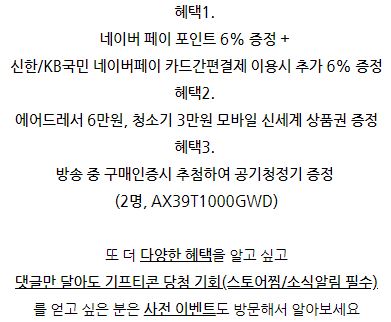 혜택1.
네이버 페이 포인트 6% 증정 +
신한/KB국민 네이버페이 카드간편결제 이용시 추가 6% 증정
혜택2.
에어드레서 6만원, 청소기 3만원 모바일 신세계 상품권 증정
혜택3.
방송 중 구매인증시 추첨하여 공기청정기 증정
(2명, AX39T1000GWD)
또 더 다양한 혜택을 알고 싶고
댓글만 달아도 기프티콘 당첨 기회(스토어찜/소식알림 필수)
를 얻고 싶은 분은 사전 이벤트도 방문해서 알아보세요